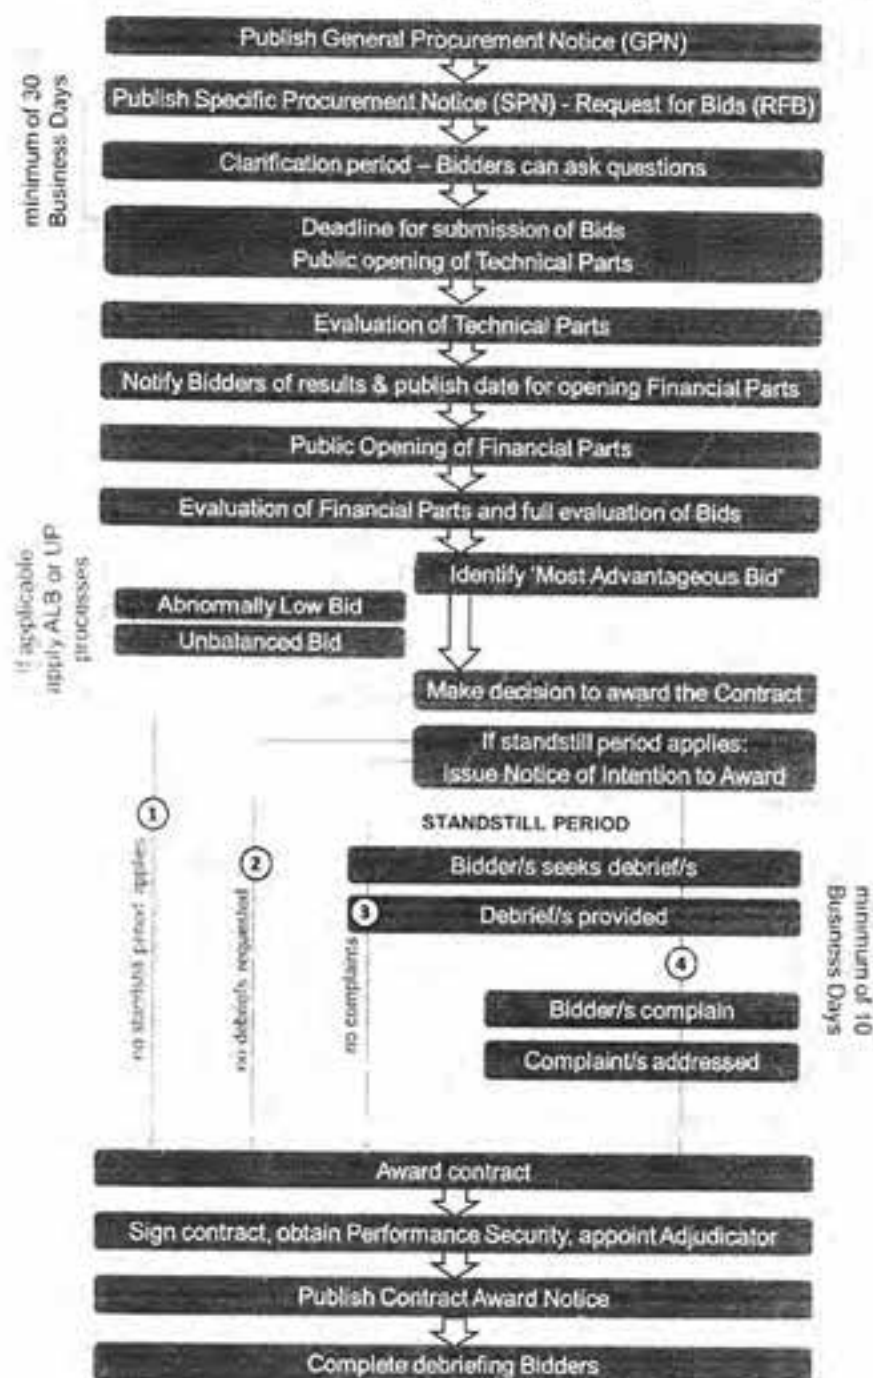 Publish General Procurement Notice (GPN)
minimum of 30
Business Days
Publish Specific Procurement Notice (SPN) - Request for Bids (RFB)
Clarification period – Bidders can ask questions
Deadline for submission of Bids
Public opening of Technical Parts
Evaluation of Technical Parts
Notify Bidders of results & publish date for opening Financial Parts
Public Opening of Financial Parts
Evaluation of Financial Parts and full evaluation of Bids
If applicable
apply ALB or UP
processes
Identify 'Most Advantageous Bid'
Abnormally Low Bid
Unbalanced Bid
Make decision to award the Contract
If standstill period applies:
Issue Notice of Intention to Award
1
no standstill period applies
2
no debriefs requested
STANDSTILL PERIOD
Bidder/s seeks debrief/s
3
no complaints
Debrief/s provided
minimum of 10
Business Days
4
Bidder/s complain
Complaint/s addressed
Award contract
Sign contract, obtain Performance Security, appoint Adjudicator
Publish Contract Award Notice
Complete debriefing Bidders